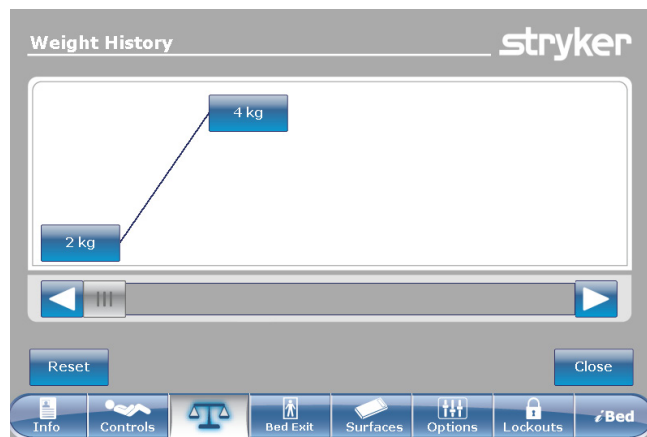 Weight History
stryker
4 kg
2 kg
Reset
Close
Info
Controls
Bed Exit
Surfaces
Options
Lockouts
iBed